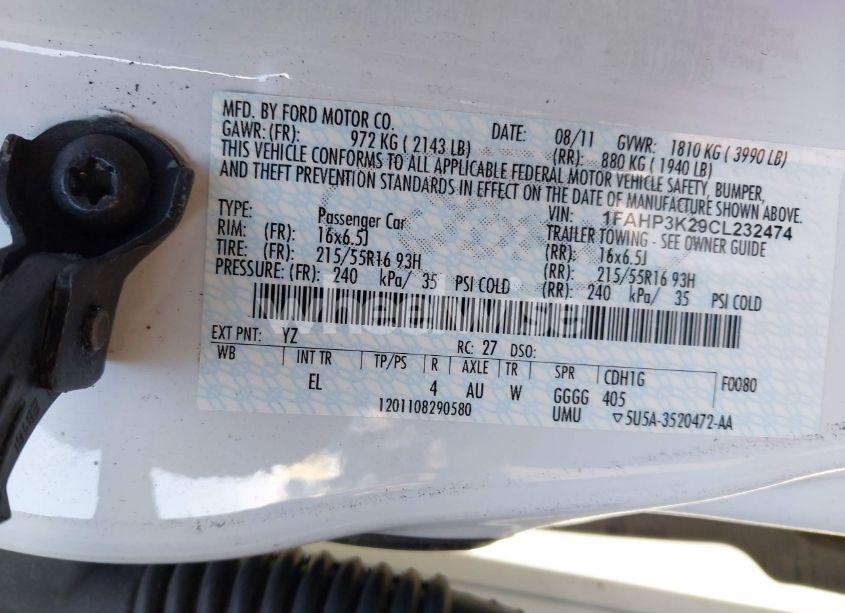 MFD. BY FORD MOTOR CO. DATE: 08/11 GVWR: 1810 KG ( 3990 LB)
GAWR: (FR): 972 KG ( 2143 LB) (RR): 880 KG ( 1940 LB)
THIS VEHICLE CONFORMS TO ALL APPLICABLE FEDERAL MOTOR VEHICLE SAFETY, BUMPER,
AND THEFT PREVENTION STANDARDS IN EFFECT ON THE DATE OF MANUFACTURE SHOWN ABOVE.
VIN: 1FAHP3K29CL232474
TYPE: Passenger Car TRAILER TOWING - SEE OWNER GUIDE
RIM: (FR): 16x6.5J (RR): 16x6.5J
TIRE: (FR): 215/55R16 93H (RR): 215/55R16 93H
PRESSURE: (FR): 240 kPa/ 35 PSI COLD (RR): 240 kPa/ 35 PSI COLD
wheelwise
EXT PNT: YZ RC: 27 DSO:
WB INT TR TP/PS R AXLE TR SPR CDH1G F0080
EL 4 AU W GGGG 405
1201108290580 UMU ▽5U5A-3520472-AA